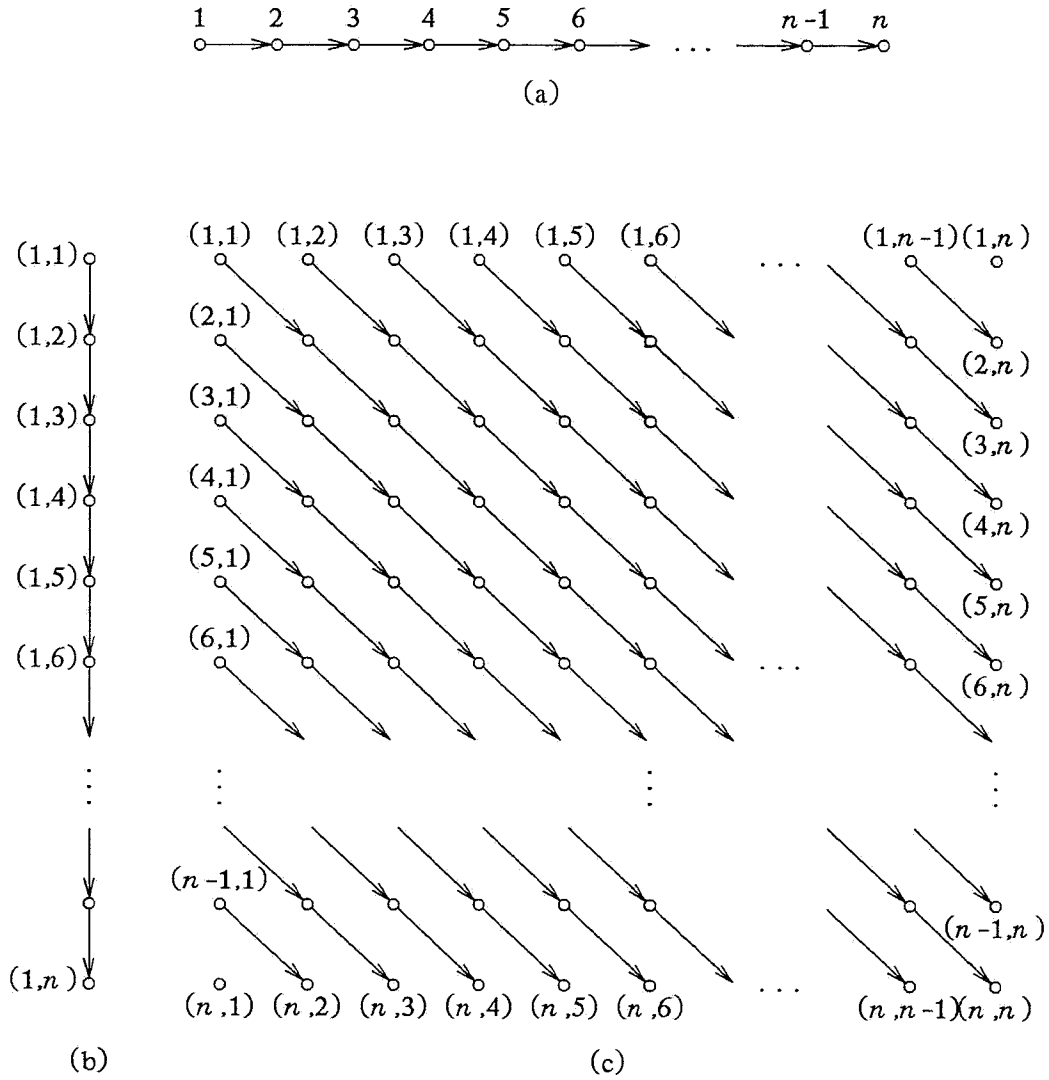 1 2 3 4 5 6 n-1 n
...
(a)
(1,1) (1,1) (1,2) (1,3) (1,4) (1,5) (1,6) ... (1,n-1) (1,n)
(1,2) (2,1) (2,n)
(1,3) (3,1) (3,n)
(1,4) (4,1) (4,n)
(1,5) (5,1) (5,n)
(1,6) (6,1) ... (6,n)
(n-1,1) (n-1,n)
(1,n) ...
(n,1) (n,2) (n,3) (n,4) (n,5) (n,6) (n,n-1) (n,n)
(b) (c)